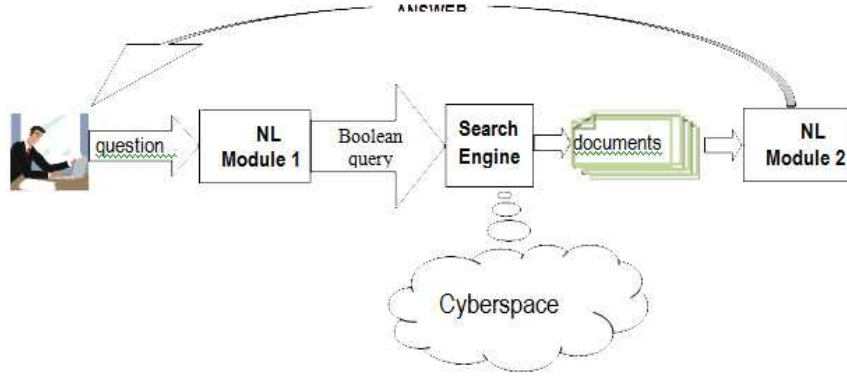 ANSWER
question
NL
Module 1
Boolean
query
Search
Engine
documents
NL
Module 2
Cyberspace